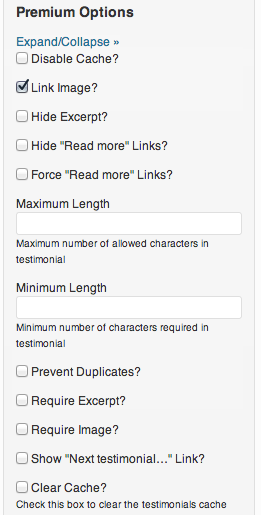 Premium Options
Expand/Collapse »
Disable Cache?
Link Image?
Hide Excerpt?
Hide "Read more" Links?
Force "Read more" Links?
Maximum Length
Maximum number of allowed characters in
testimonial
Minimum Length
Minimum number of characters required in
testimonial
Prevent Duplicates?
Require Excerpt?
Require Image?
Show "Next testimonial…" Link?
Clear Cache?
Check this box to clear the testimonials cache